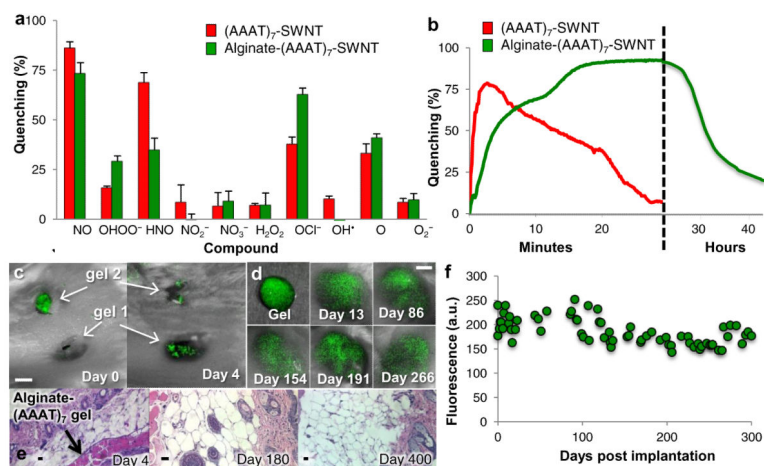 a
(AAAT)₇-SWNT
Alginate-(AAAT)₇-SWNT
Quenching (%)
100
75
50
25
0
NO OHOO⁻ HNO NO₂⁻ NO₃⁻ H₂O₂ OCl⁻ OH• O O₂⁻
Compound
b
(AAAT)₇-SWNT
Alginate-(AAAT)₇-SWNT
Quenching (%)
100
75
50
25
0
0 10 20 30 40
Minutes Hours
c
gel 2
gel 1
Day 0
Day 4
d
Gel
Day 13
Day 86
Day 154
Day 191
Day 266
Alginate-
(AAAT)₇ gel
e
Day 4
Day 180
Day 400
f
Fluorescence (a.u.)
300
250
200
150
100
50
0
0 100 200 300
Days post implantation